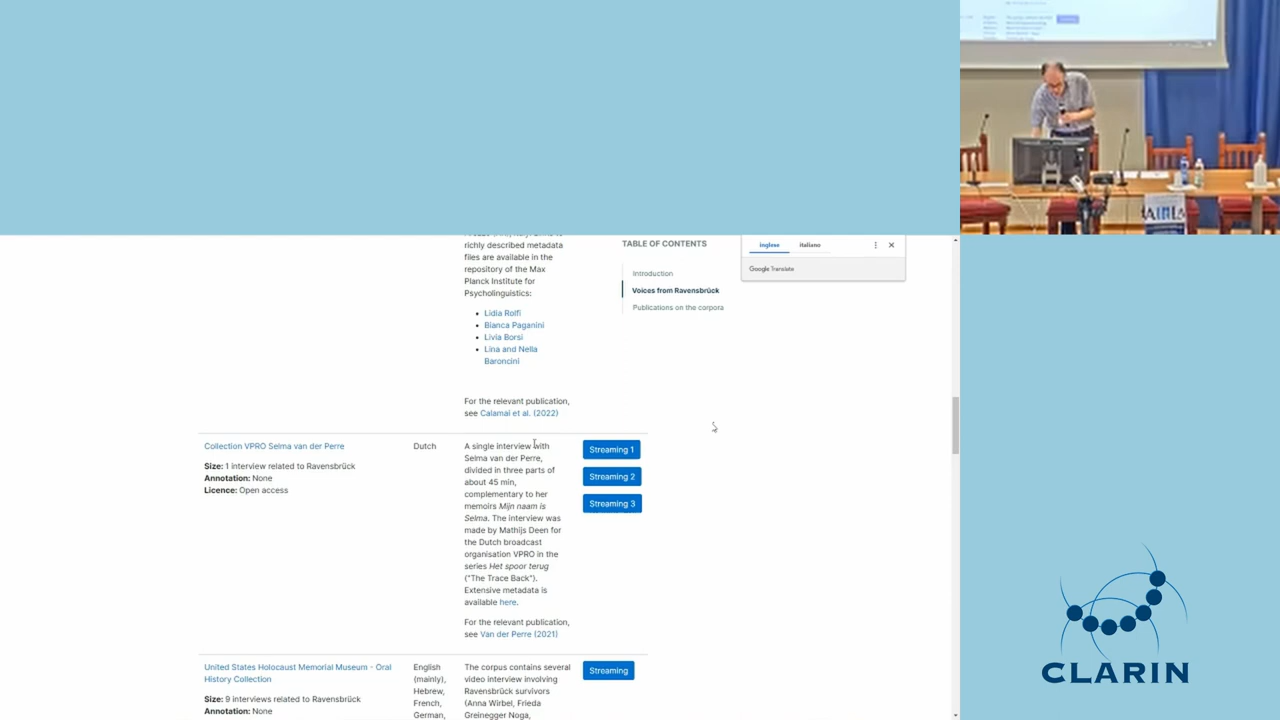 richly described metadata
files are available in the
repository of the Max
Planck Institute for
Psycholinguistics:
Lidia Rolfi
Bianca Paganini
Livia Borsi
Lina and Nella
Baroncini
For the relevant publication,
see Calamai et al. (2022)
TABLE OF CONTENTS
Introduction
Voices from Ravensbrück
Publications on the corpora
inglese italiano
Google Translate
Collection VPRO Selma van der Perre
Size: 1 interview related to Ravensbrück
Annotation: None
Licence: Open access
Dutch
A single interview with
Selma van der Perre,
divided in three parts of
about 45 min,
complementary to her
memoirs Mijn naam is
Selma. The interview was
made by Mathijs Deen for
the Dutch broadcast
organisation VPRO in the
series Het spoor terug
("The Trace Back").
Extensive metadata is
available here.
For the relevant publication,
see Van der Perre (2021)
Streaming 1
Streaming 2
Streaming 3
United States Holocaust Memorial Museum - Oral
History Collection
Size: 9 interviews related to Ravensbrück
Annotation: None
English
(mainly),
Hebrew,
French,
German,
The corpus contains several
video interview involving
Ravensbrück survivors
(Anna Wirbel, Frieda
Greinegger Noga,
Streaming
CLARIN